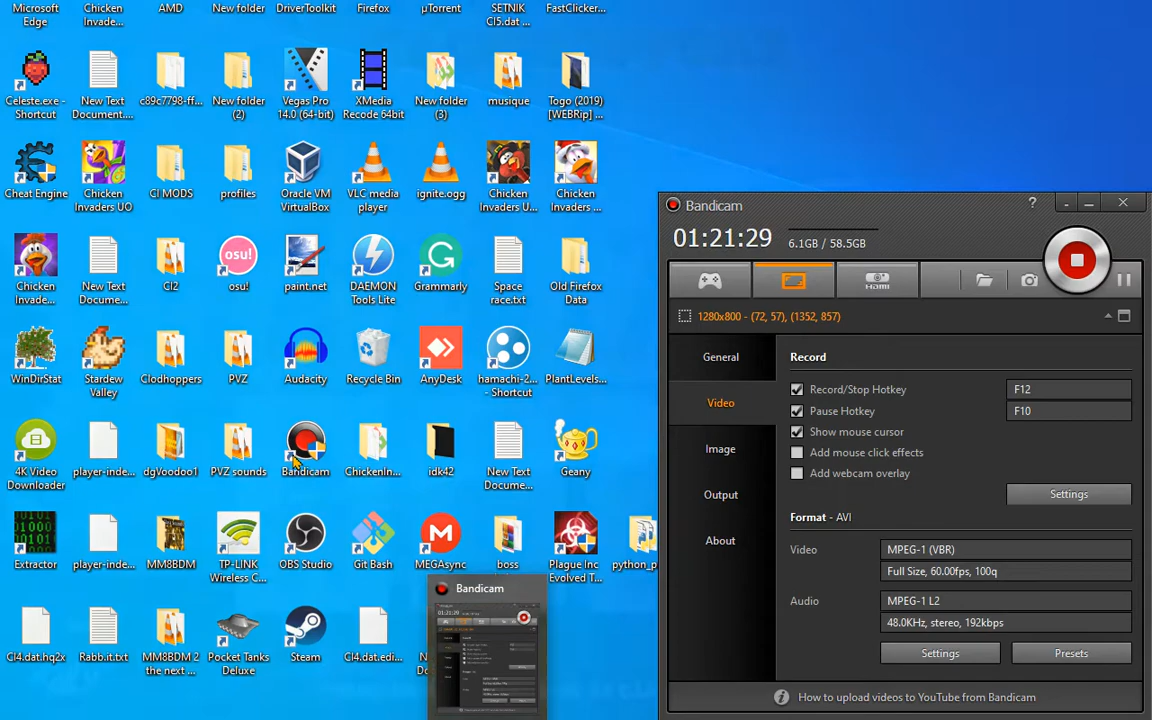 Microsoft Edge
Chicken Invade...
AMD
New folder
DriverToolkit
Firefox
µTorrent
SETNIK CI5.dat ...
FastClicker...
Celeste.exe - Shortcut
New Text Document....
c89c7798-ff...
New folder (2)
Vegas Pro 14.0 (64-bit)
XMedia Recode 64bit
New folder (3)
musique
Togo (2019) [WEBRip] ...
Cheat Engine
Chicken Invaders UO
CI MODS
profiles
Oracle VM VirtualBox
VLC media player
ignite.ogg
Chicken Invaders U...
Chicken Invaders ...
Chicken Invade...
New Text Docume...
CI2
osu!
osu!
paint.net
DAEMON Tools Lite
Grammarly
Space race.txt
Old Firefox Data
WinDirStat
Stardew Valley
Clodhoppers
PVZ
Audacity
Recycle Bin
AnyDesk
hamachi-2... - Shortcut
PlantLevels...
4K Video Downloader
player-inde...
dgVoodoo1
PVZ sounds
Bandicam
ChickenIn...
idk42
New Text Docume...
Geany
Extractor
player-inde...
MM8BDM
TP-LINK Wireless C...
OBS Studio
Git Bash
MEGAsync
boss
Plague Inc Evolved T...
python_p
CI4.dat.hq2x
Rabb.it.txt
MM8BDM 2 the next ...
Pocket Tanks Deluxe
Steam
CI4.dat.edi...
Bandicam
Bandicam
01:21:29
6.1GB / 58.5GB
HDMI
1280x800 - (72, 57), (1352, 857)
General
Video
Image
Output
About
Record
Record/Stop Hotkey
F12
Pause Hotkey
F10
Show mouse cursor
Add mouse click effects
Add webcam overlay
Settings
Format - AVI
Video
MPEG-1 (VBR)
Full Size, 60.00fps, 100q
Audio
MPEG-1 L2
48.0KHz, stereo, 192kbps
Settings
Presets
How to upload videos to YouTube from Bandicam